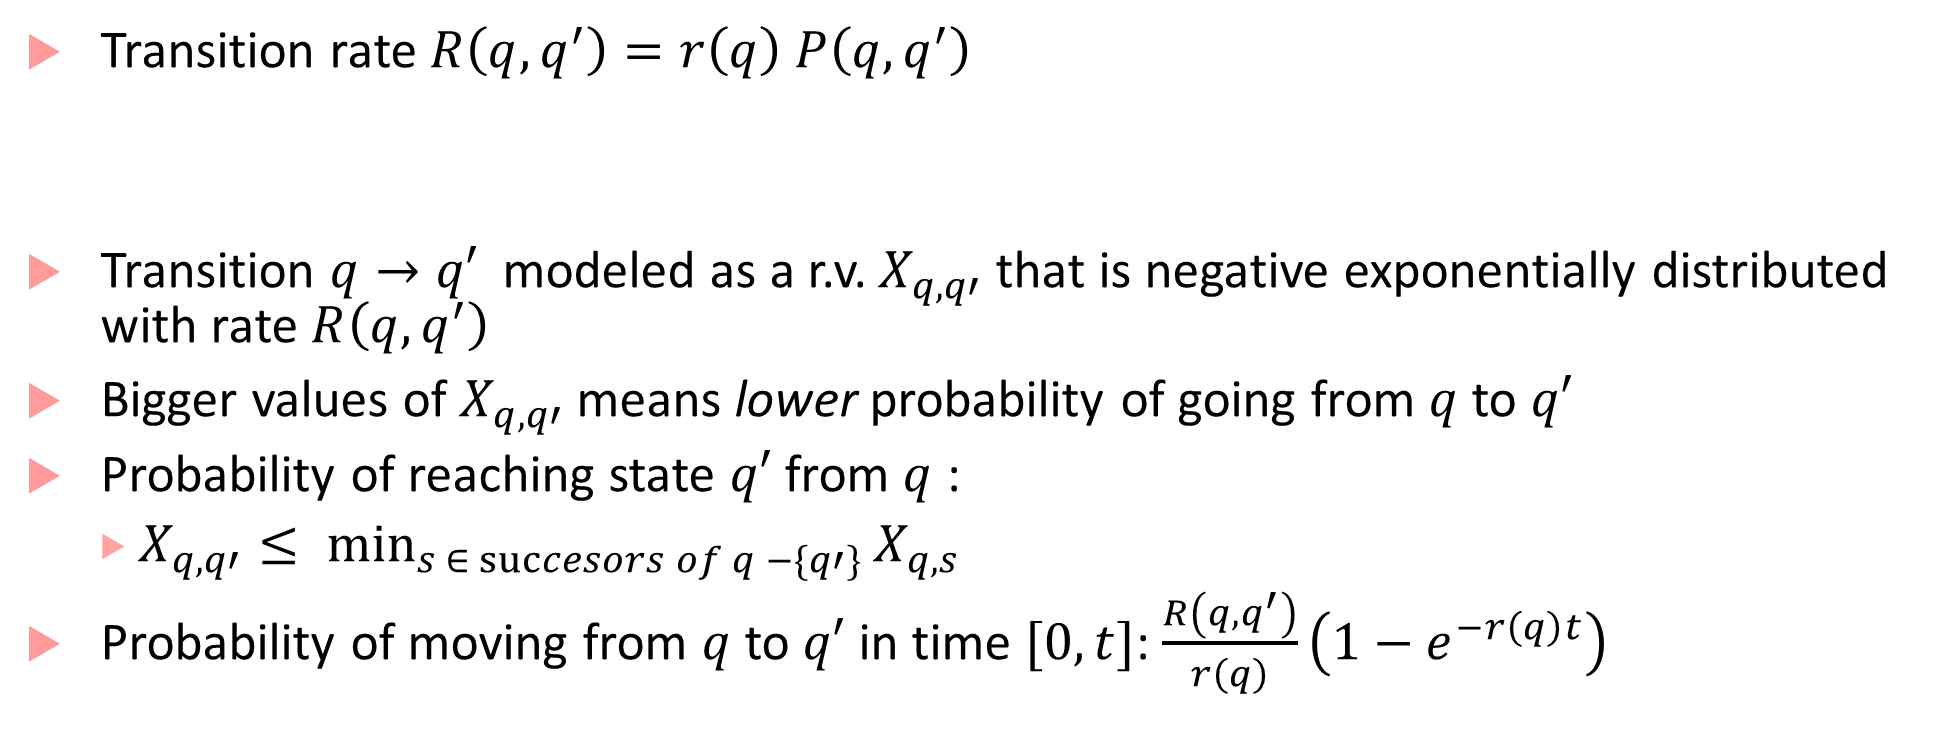 Transition rate R(q, q′) = r(q) P(q, q′)
Transition q → q′ modeled as a r.v. X_{q,q′} that is negative exponentially distributed
with rate R(q, q′)
Bigger values of X_{q,q′} means lower probability of going from q to q′
Probability of reaching state q′ from q :
X_{q,q′} ≤ min_{s ∈ succesors of q −{q′}} X_{q,s}
Probability of moving from q to q′ in time [0, t]: \frac{R(q,q′)}{r(q)} (1 − e^{−r(q)t})